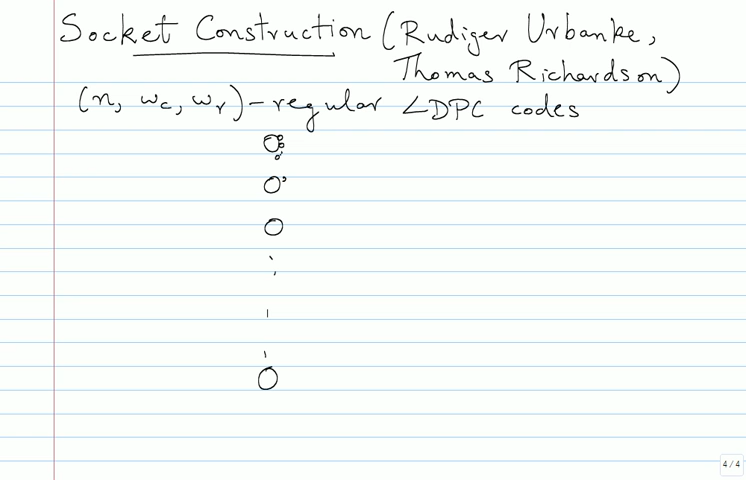 Socket Construction (Rudiger Urbanke,
Thomas Richardson)
(n, wc, wr) - regular LDPC codes
4/4